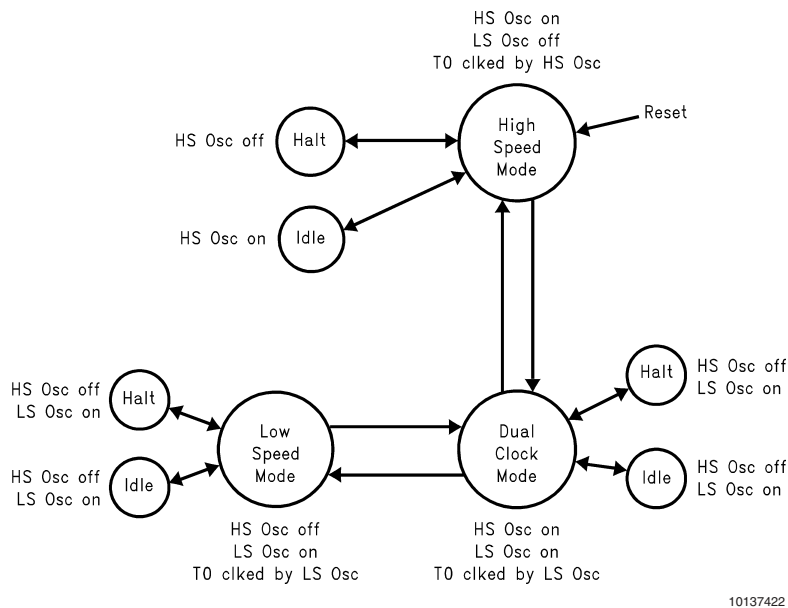 HS Osc on
LS Osc off
T0 clked by HS Osc
Reset
High
Speed
Mode
HS Osc off
Halt
HS Osc on
Idle
HS Osc off
LS Osc on
Halt
HS Osc off
LS Osc on
Idle
Low
Speed
Mode
HS Osc off
LS Osc on
T0 clked by LS Osc
Dual
Clock
Mode
HS Osc on
LS Osc on
T0 clked by LS Osc
Halt
HS Osc off
LS Osc on
Idle
HS Osc off
LS Osc on
10137422